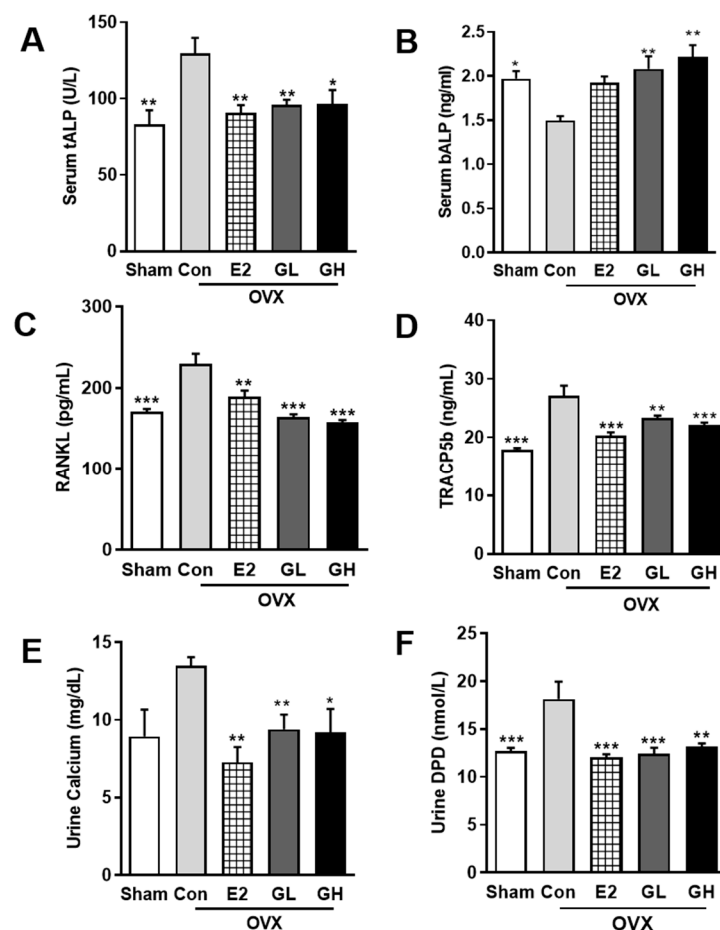 A
Serum tALP (U/L)
150
100
50
0
**
**
**
*
Sham Con E2 GL GH
OVX
B
Serum bALP (ng/ml)
2.5
2.0
1.5
1.0
0.5
0.0
*
**
**
Sham Con E2 GL GH
OVX
C
RANKL (pg/mL)
300
200
100
0
***
**
***
***
Sham Con E2 GL GH
OVX
D
TRACP5b (ng/mL)
40
30
20
10
0
***
***
**
***
Sham Con E2 GL GH
OVX
E
Urine Calcium (mg/dL)
15
10
5
0
**
**
*
Sham Con E2 GL GH
OVX
F
Urine DPD (nmol/L)
25
20
15
10
5
0
***
***
***
**
Sham Con E2 GL GH
OVX